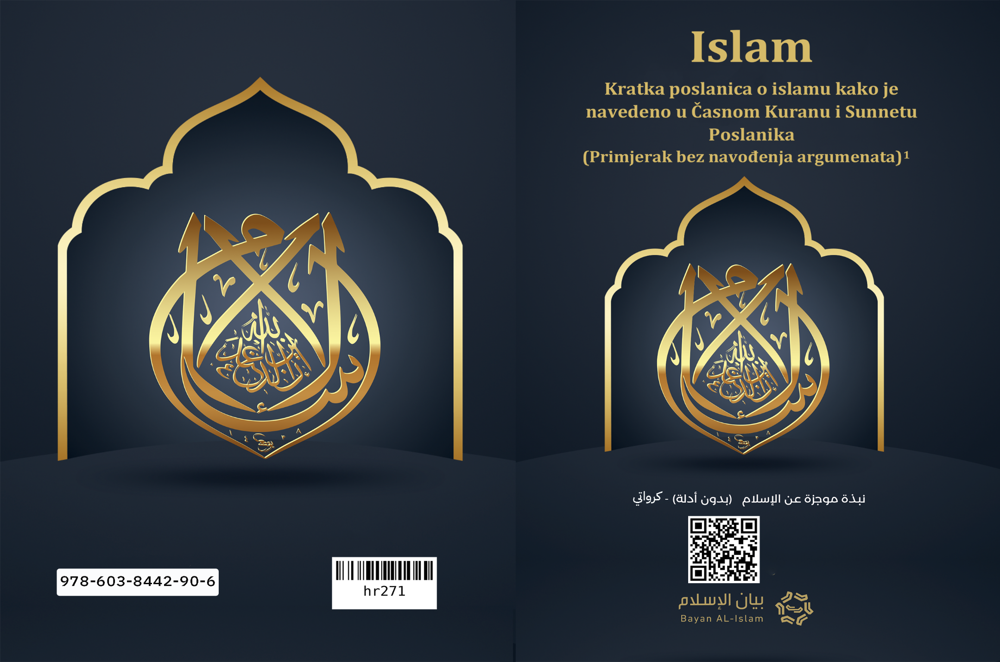 Islam
Kratka poslanica o islamu kako je
navedeno u Časnom Kuranu i Sunnetu
Poslanika
(Primjerak bez navođenja argumenata)¹
نبذة موجزة عن الإسلام (بدون أدلة) - كرواتي
بيان الإسلام
Bayan AL-Islam
978-603-8442-90-6
hr271